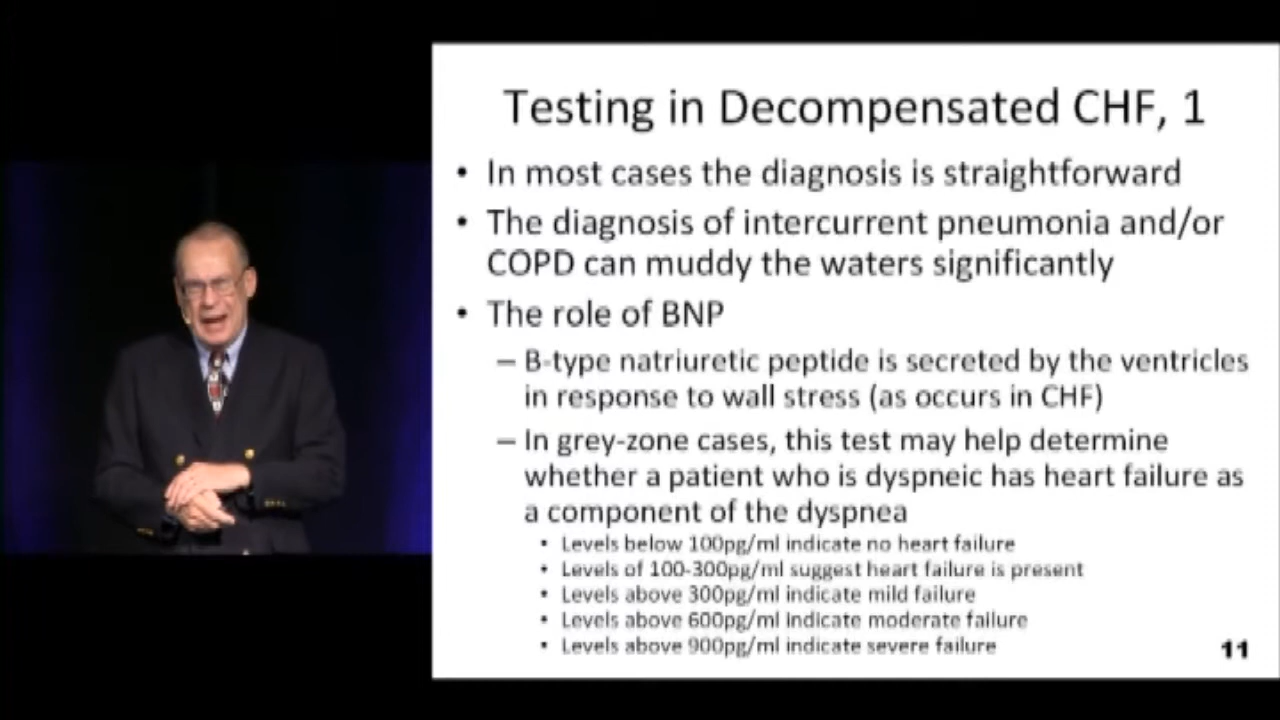 Testing in Decompensated CHF, 1
• In most cases the diagnosis is straightforward
• The diagnosis of intercurrent pneumonia and/or
COPD can muddy the waters significantly
• The role of BNP
– B-type natriuretic peptide is secreted by the ventricles
in response to wall stress (as occurs in CHF)
– In grey-zone cases, this test may help determine
whether a patient who is dyspneic has heart failure as
a component of the dyspnea
• Levels below 100pg/ml indicate no heart failure
• Levels of 100-300pg/ml suggest heart failure is present
• Levels above 300pg/ml indicate mild failure
• Levels above 600pg/ml indicate moderate failure
• Levels above 900pg/ml indicate severe failure
11